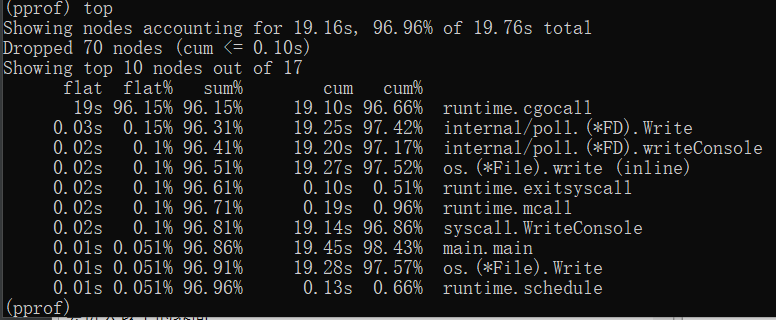 (pprof) top
Showing nodes accounting for 19.16s, 96.96% of 19.76s total
Dropped 70 nodes (cum <= 0.10s)
Showing top 10 nodes out of 17
flat flat% sum% cum cum%
19s 96.15% 96.15% 19.10s 96.66% runtime.cgocall
0.03s 0.15% 96.31% 19.25s 97.42% internal/poll.(*FD).Write
0.02s 0.1% 96.41% 19.20s 97.17% internal/poll.(*FD).writeConsole
0.02s 0.1% 96.51% 19.27s 97.52% os.(*File).write (inline)
0.02s 0.1% 96.61% 0.10s 0.51% runtime.exitsyscall
0.02s 0.1% 96.71% 0.19s 0.96% runtime.mcall
0.02s 0.1% 96.81% 19.14s 96.86% syscall.WriteConsole
0.01s 0.051% 96.86% 19.45s 98.43% main.main
0.01s 0.051% 96.91% 19.28s 97.57% os.(*File).Write
0.01s 0.051% 96.96% 0.13s 0.66% runtime.schedule
(pprof)